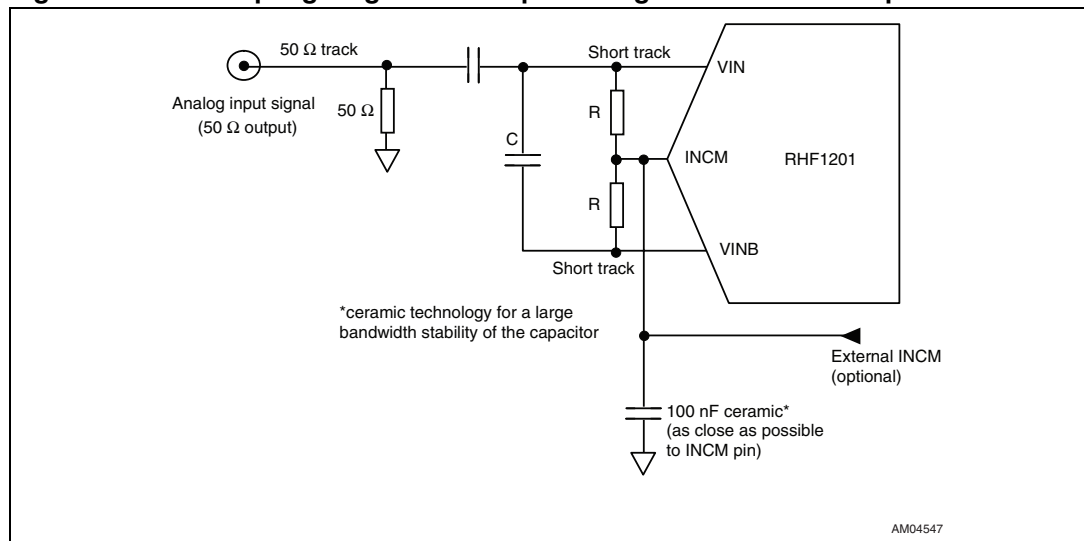 50 Ω track
Short track
VIN
Analog input signal
(50 Ω output)
50 Ω
R
C
INCM
RHF1201
R
VINB
Short track
*ceramic technology for a large
bandwidth stability of the capacitor
External INCM
(optional)
100 nF ceramic*
(as close as possible
to INCM pin)
AM04547